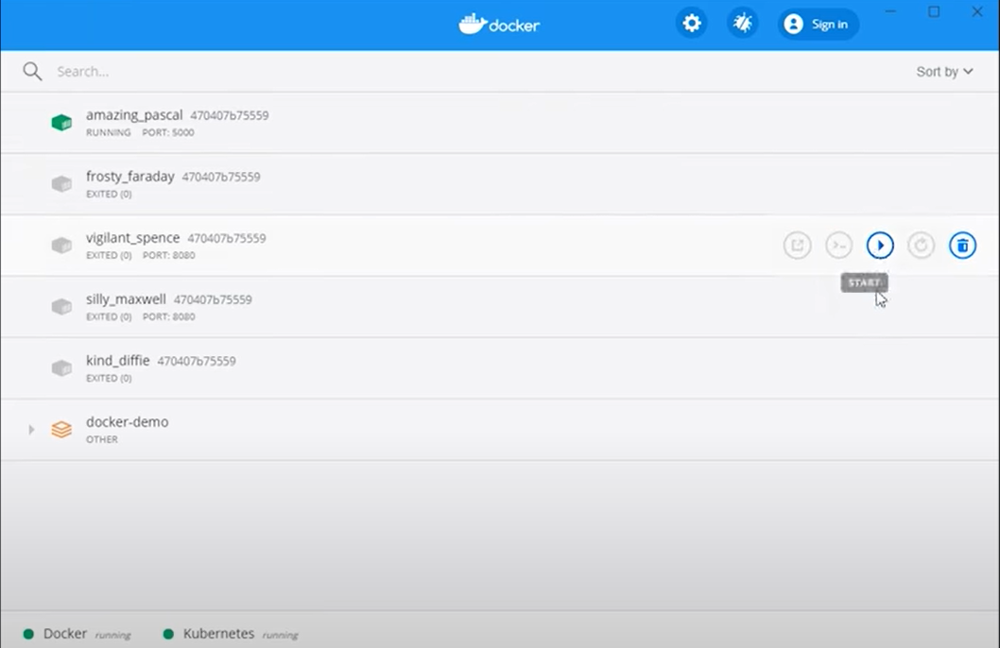 docker
Sign in
Search...
Sort by
amazing_pascal 470407b75559
RUNNING PORT: 5000
frosty_faraday 470407b75559
EXITED (0)
vigilant_spence 470407b75559
EXITED (0) PORT: 8080
START
silly_maxwell 470407b75559
EXITED (0) PORT: 8080
kind_diffie 470407b75559
EXITED (0)
docker-demo
OTHER
Docker running Kubernetes running